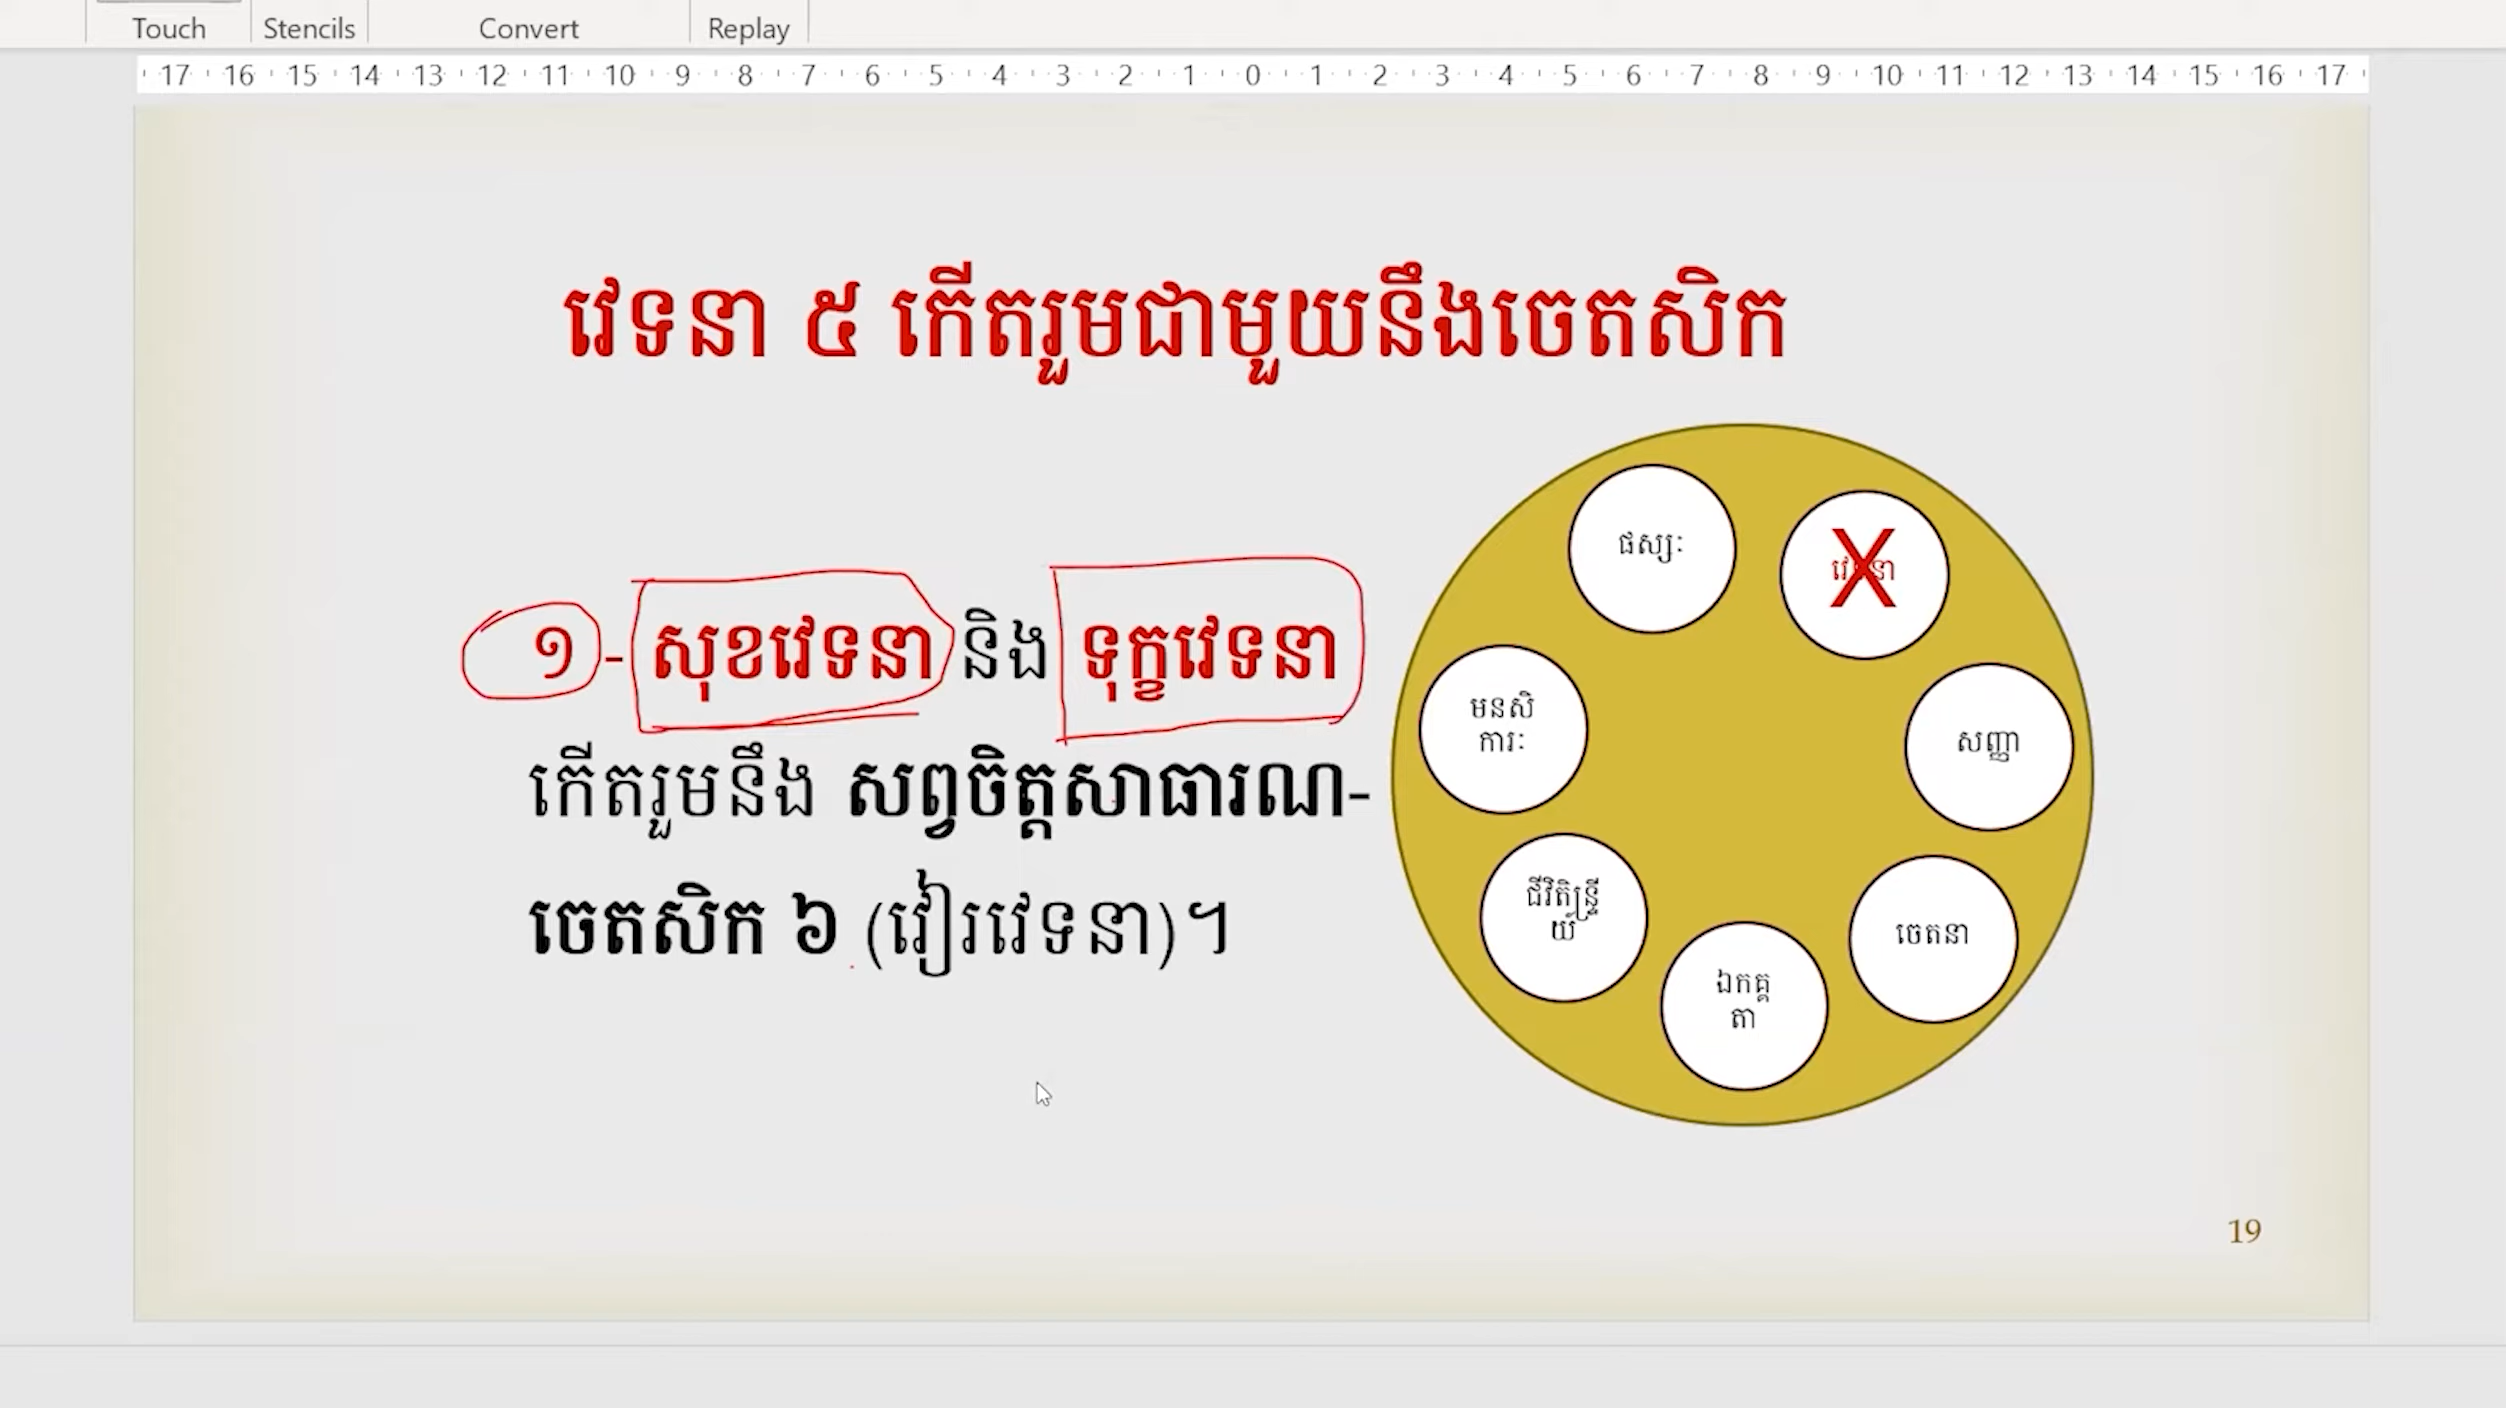 Touch Stencils Convert Replay
17 16 15 14 13 12 11 10 9 8 7 6 5 4 3 2 1 0 1 2 3 4 5 6 7 8 9 10 11 12 13 14 15 16 17
វេទនា ៥ កើតរួមជាមួយនឹងចេតសិក
១- សុខវេទនា និង ទុក្ខវេទនា
កើតរួមនឹង សព្វចិត្តសាធារណ-
ចេតសិក ៦ (វៀរវេទនា)។
ផស្សៈ
វេទនា
X
សញ្ញា
ចេតនា
ឯកគ្គ
តា
ជីវិតិន្ទ្រី
យ៍
មនសិ
ការៈ
19